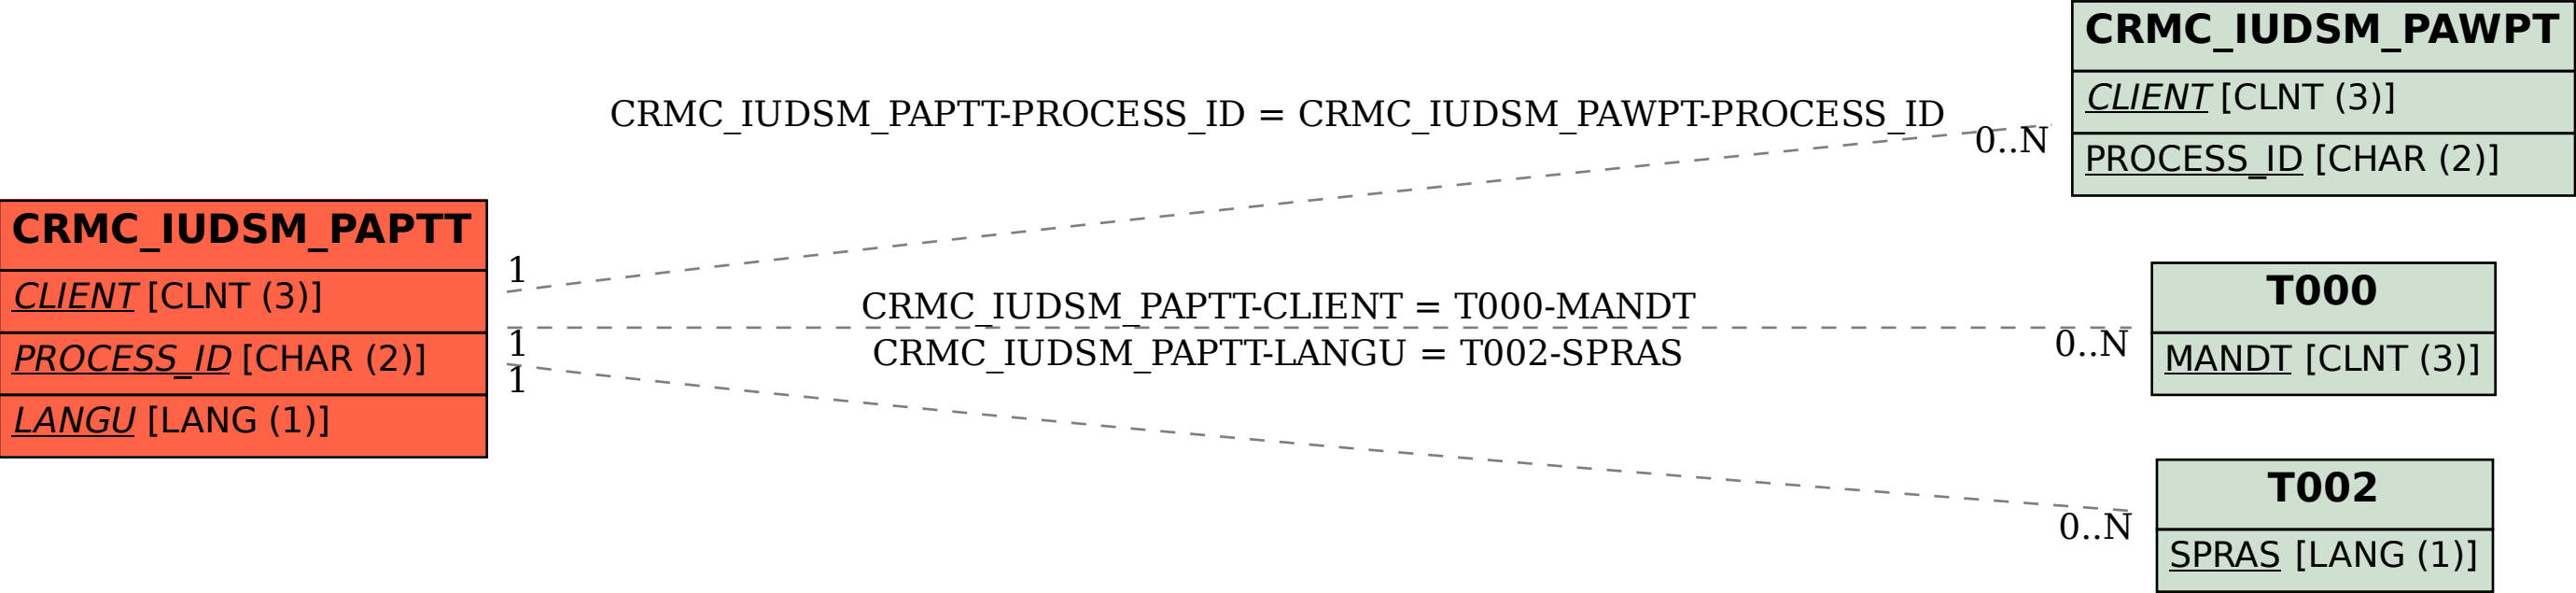 CRMC_IUDSM_PAPTT
CLIENT [CLNT (3)]
PROCESS_ID [CHAR (2)]
LANGU [LANG (1)]
CRMC_IUDSM_PAPTT-PROCESS_ID = CRMC_IUDSM_PAWPT-PROCESS_ID
1
0..N
CRMC_IUDSM_PAPTT-CLIENT = T000-MANDT
1
0..N
CRMC_IUDSM_PAPTT-LANGU = T002-SPRAS
1
0..N
CRMC_IUDSM_PAWPT
CLIENT [CLNT (3)]
PROCESS_ID [CHAR (2)]
T000
MANDT [CLNT (3)]
T002
SPRAS [LANG (1)]